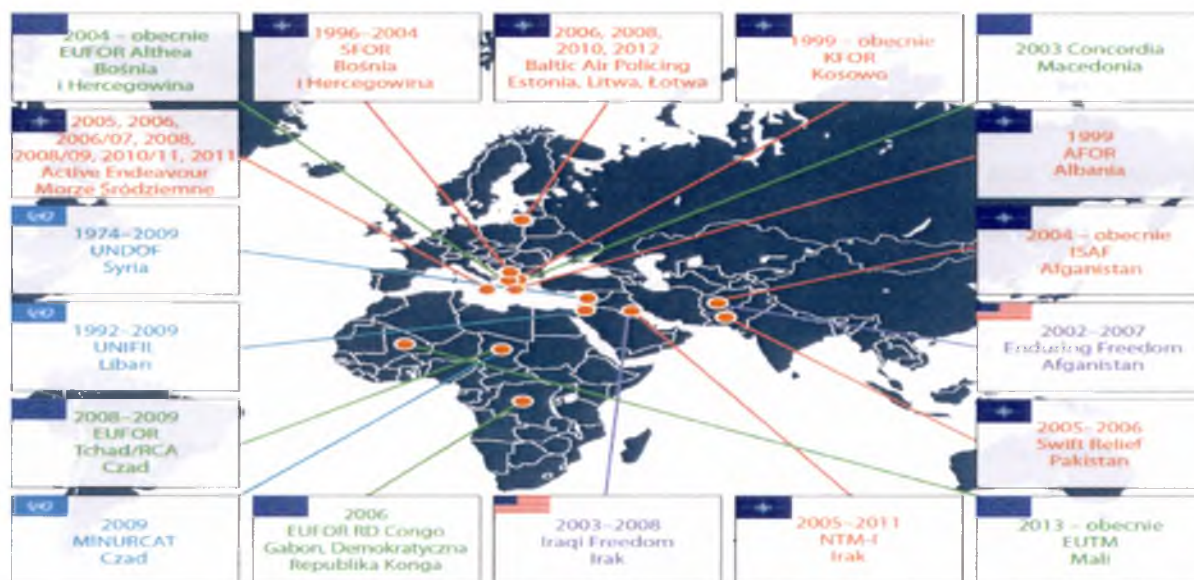 2004 – obecnie
EUFOR Althea
Bośnia
i Hercegowina
1996–2004
SFOR
Bośnia
i Hercegowina
2006, 2008,
2010, 2012
Baltic Air Policing
Estonia, Litwa, Łotwa
1999 – obecnie
KFOR
Kosowo
2003 Concordia
Macedonia
2005, 2006,
2006/07, 2008,
2008/09, 2010/11, 2011
Active Endeavour
Morze Śródziemne
1999
AFOR
Albania
1974–2009
UNDOF
Syria
2004 – obecnie
ISAF
Afganistan
1992–2009
UNIFIL
Liban
2002–2007
Enduring Freedom
Afganistan
2008–2009
EUFOR
Tchad/RCA
Czad
2005–2006
Swift Relief
Pakistan
2009
MINURCAT
Czad
2006
EUFOR RD Congo
Gabon, Demokratyczna
Republika Konga
2003–2008
Iraqi Freedom
Irak
2005–2011
NTM-I
Irak
2013 – obecnie
EUTM
Mali